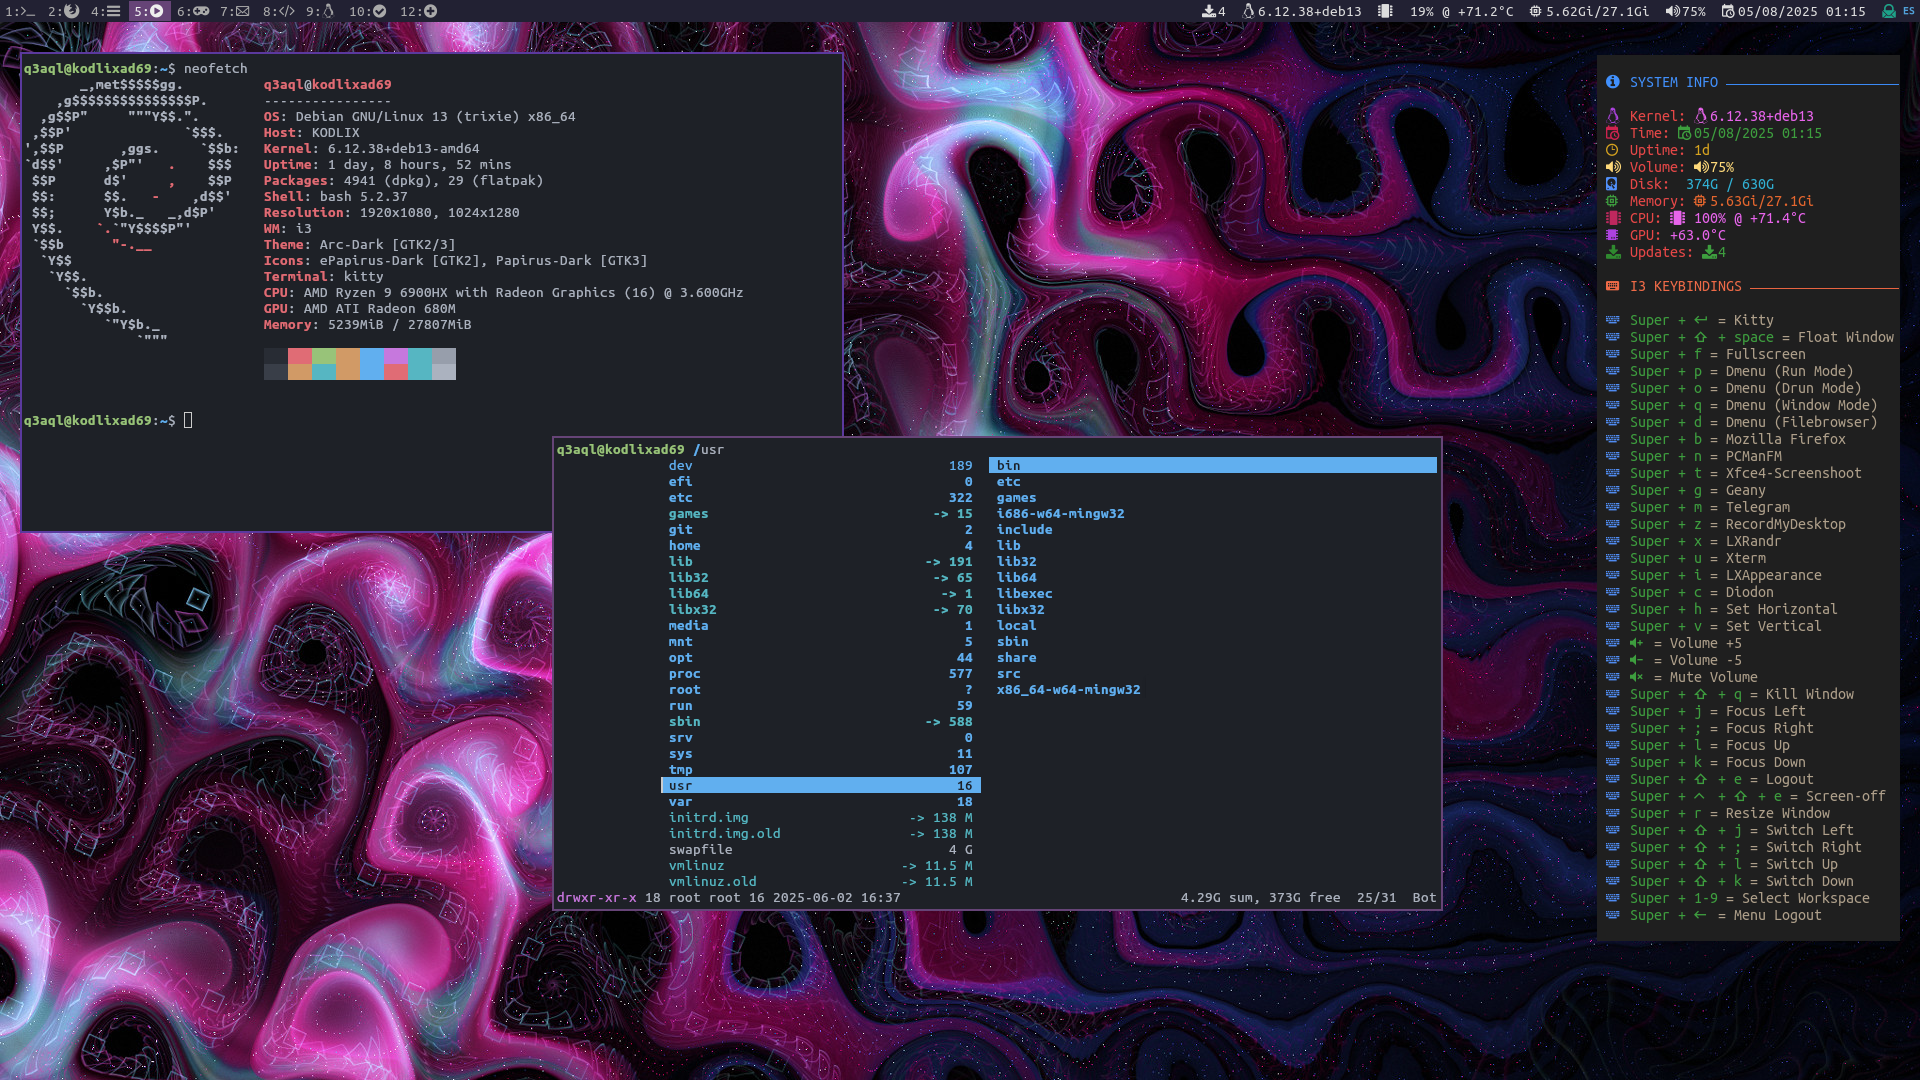 1: 2: 4: 5: 6: 7: 8:</> 9: 10: 12: 4 6.12.38+deb13 19% @ +71.2°C 5.62Gi/27.1Gi 75% 05/08/2025 01:15 ES
q3aql@kodlixad69:~$ neofetch
_,met$$$$$gg.
,g$$$$$$$$$$$$$$$P.
,g$$P"     """Y$$.".
,$$P'              `$$$.
',$$P       ,ggs.     `$$b:
`d$$'     ,$P"'   .    $$$
$$P      d$'     ,    $$P
$$:      $$.   -    ,d$$'
$$;      Y$b._   _,d$P'
Y$$.    `.`"Y$$$$P"'
`$$b      "-.__
`Y$$
`Y$$.
`$$b.
`Y$$b.
`"Y$b._
`"""
q3aql@kodlixad69
----------------
OS: Debian GNU/Linux 13 (trixie) x86_64
Host: KODLIX
Kernel: 6.12.38+deb13-amd64
Uptime: 1 day, 8 hours, 52 mins
Packages: 4941 (dpkg), 29 (flatpak)
Shell: bash 5.2.37
Resolution: 1920x1080, 1024x1280
WM: i3
Theme: Arc-Dark [GTK2/3]
Icons: ePapirus-Dark [GTK2], Papirus-Dark [GTK3]
Terminal: kitty
CPU: AMD Ryzen 9 6900HX with Radeon Graphics (16) @ 3.600GHz
GPU: AMD ATI Radeon 680M
Memory: 5239MiB / 27807MiB
q3aql@kodlixad69:~$
q3aql@kodlixad69 /usr
dev 189
efi 0
etc 322
games -> 15
git 2
home 4
lib -> 191
lib32 -> 65
lib64 -> 1
libx32 -> 70
media 1
mnt 5
opt 44
proc 577
root ?
run 59
sbin -> 588
srv 0
sys 11
tmp 107
usr 16
var 18
initrd.img -> 138 M
initrd.img.old -> 138 M
swapfile 4 G
vmlinuz -> 11.5 M
vmlinuz.old -> 11.5 M
bin
etc
games
i686-w64-mingw32
include
lib
lib32
lib64
libexec
libx32
local
sbin
share
src
x86_64-w64-mingw32
drwxr-xr-x 18 root root 16 2025-06-02 16:37 4.29G sum, 373G free 25/31 Bot
SYSTEM INFO
Kernel: 6.12.38+deb13
Time: 05/08/2025 01:15
Uptime: 1d
Volume: 75%
Disk: 374G / 630G
Memory: 5.63Gi/27.1Gi
CPU: 100% @ +71.4°C
GPU: +63.0°C
Updates: 4
I3 KEYBINDINGS
Super + ↵ = Kitty
Super + ⇧ + space = Float Window
Super + f = Fullscreen
Super + p = Dmenu (Run Mode)
Super + o = Dmenu (Drun Mode)
Super + q = Dmenu (Window Mode)
Super + d = Dmenu (Filebrowser)
Super + b = Mozilla Firefox
Super + n = PCManFM
Super + t = Xfce4-Screenshoot
Super + g = Geany
Super + m = Telegram
Super + z = RecordMyDesktop
Super + x = LXRandr
Super + u = Xterm
Super + i = LXAppearance
Super + c = Diodon
Super + h = Set Horizontal
Super + v = Set Vertical
= Volume +5
= Volume -5
= Mute Volume
Super + ⇧ + q = Kill Window
Super + j = Focus Left
Super + ; = Focus Right
Super + l = Focus Up
Super + k = Focus Down
Super + ⇧ + e = Logout
Super + ^ + ⇧ + e = Screen-off
Super + r = Resize Window
Super + ⇧ + j = Switch Left
Super + ⇧ + ; = Switch Right
Super + ⇧ + l = Switch Up
Super + ⇧ + k = Switch Down
Super + 1-9 = Select Workspace
Super + ← = Menu Logout